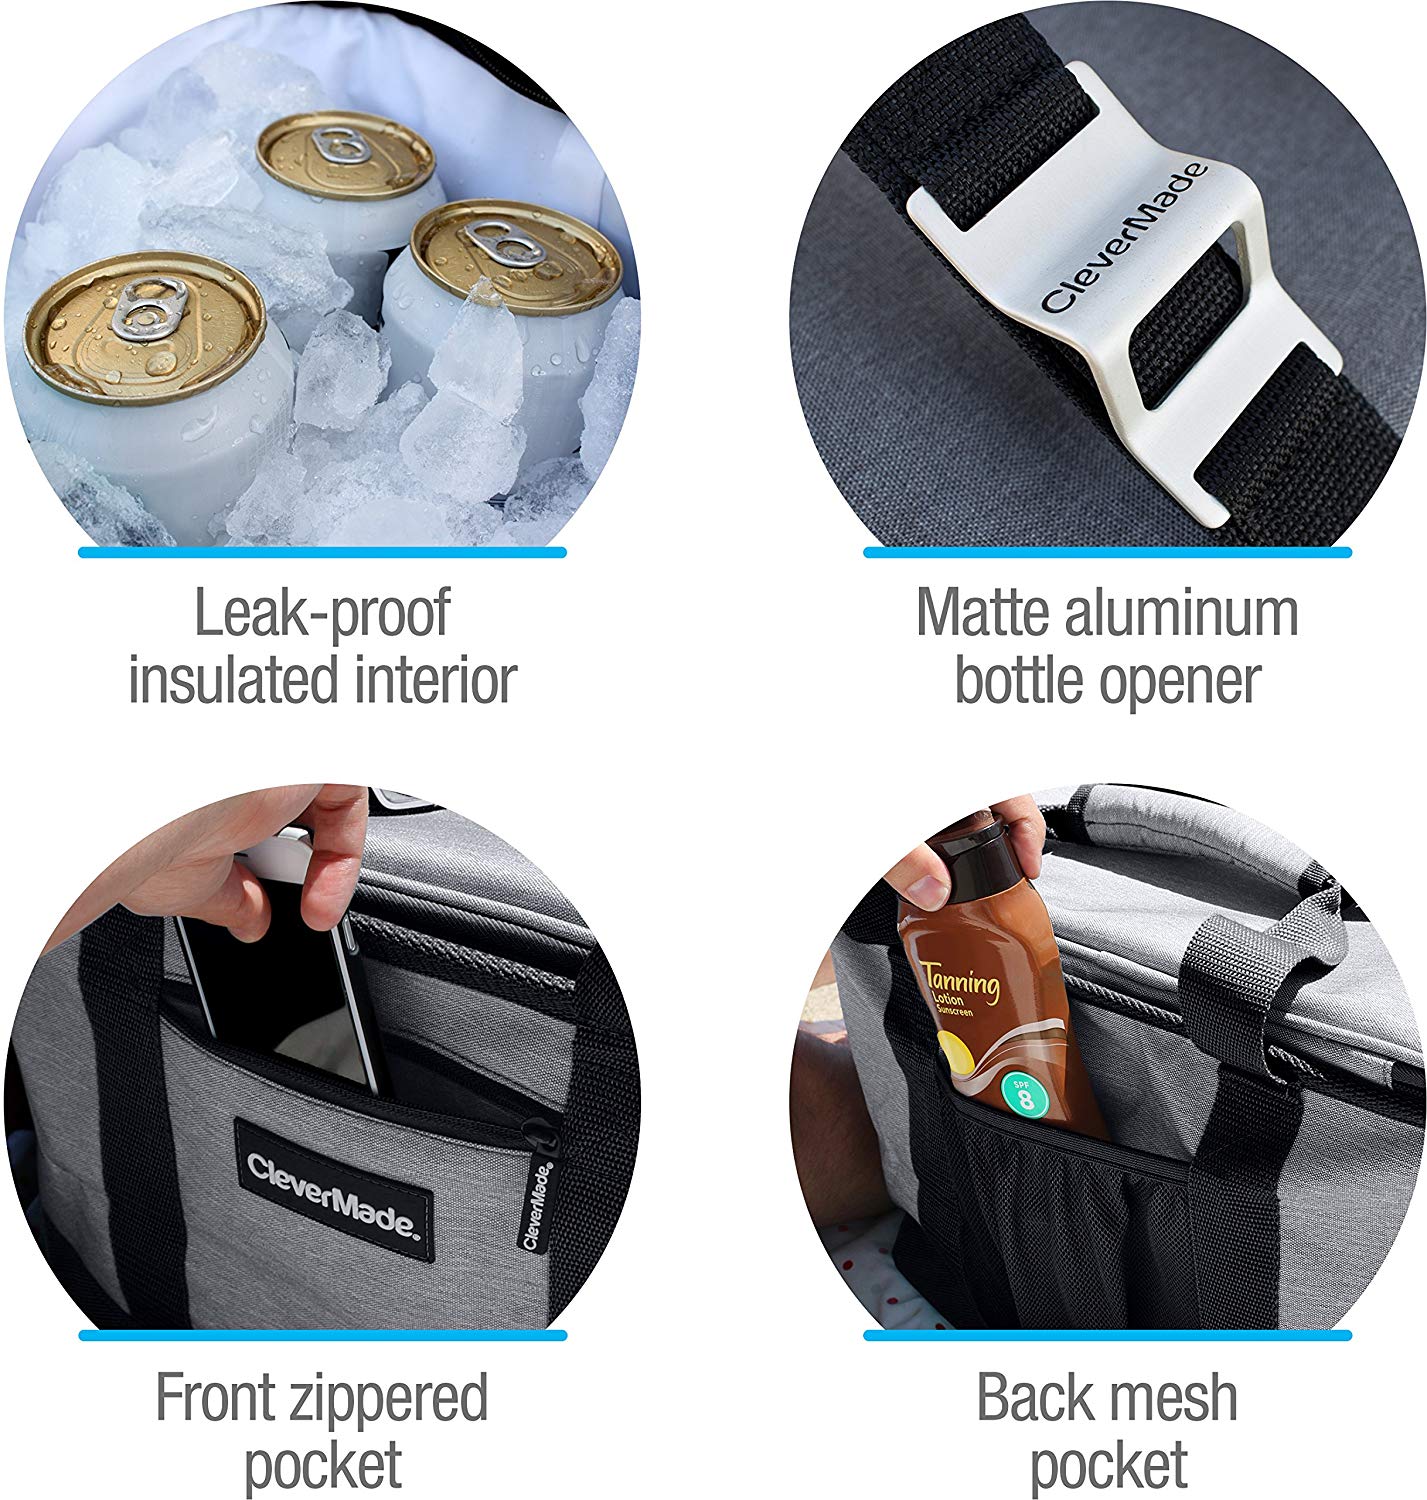 CleverMade
Leak-proof
insulated interior
Matte aluminum
bottle opener
Tanning
Lotion
Sunscreen
SPF
8
CleverMade®
CleverMade®
Front zippered
pocket
Back mesh
pocket